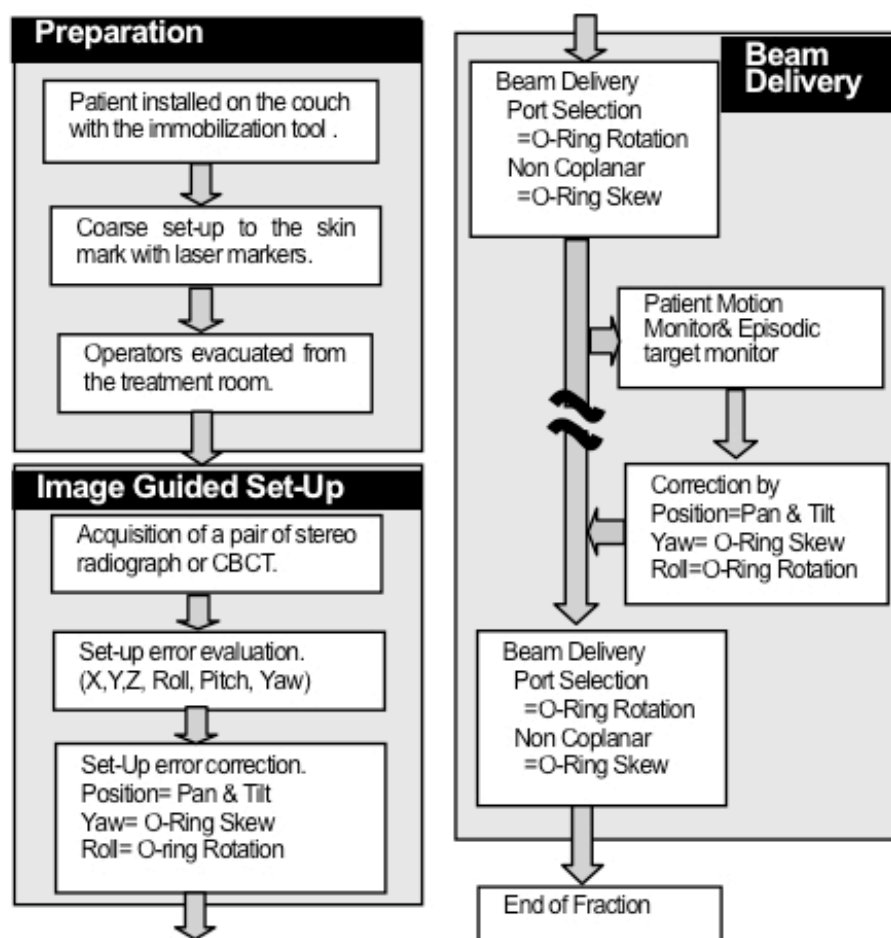 Preparation
Patient installed on the couch
with the immobilization tool .
Coarse set-up to the skin
mark with laser markers.
Operators evacuated from
the treatment room.
Image Guided Set-Up
Acquisition of a pair of stereo
radiograph or CBCT.
Set-up error evaluation.
(X,Y,Z, Roll, Pitch, Yaw)
Set-Up error correction.
Position= Pan & Tilt
Yaw= O-Ring Skew
Roll= O-ring Rotation
Beam
Delivery
Beam Delivery
Port Selection
=O-Ring Rotation
Non Coplanar
=O-Ring Skew
Patient Motion
Monitor& Episodic
target monitor
Correction by
Position=Pan & Tilt
Yaw= O-Ring Skew
Roll=O-Ring Rotation
Beam Delivery
Port Selection
=O-Ring Rotation
Non Coplanar
=O-Ring Skew
End of Fraction